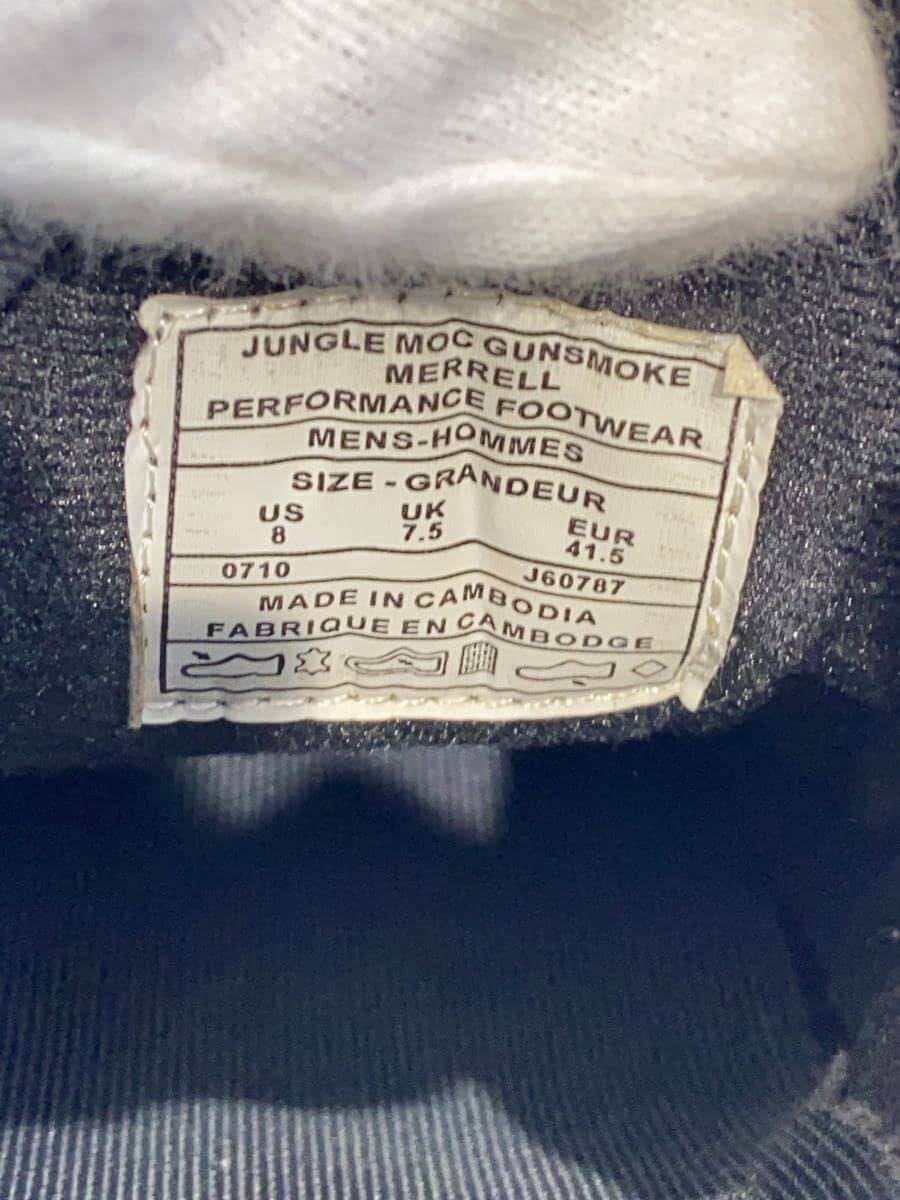 JUNGLE MOC GUNSMOKE
MERRELL
PERFORMANCE FOOTWEAR
MENS-HOMMES
SIZE - GRANDEUR
US UK EUR
8 7.5 41.5
0710 J60787
MADE IN CAMBODIA
FABRIQUE EN CAMBODGE